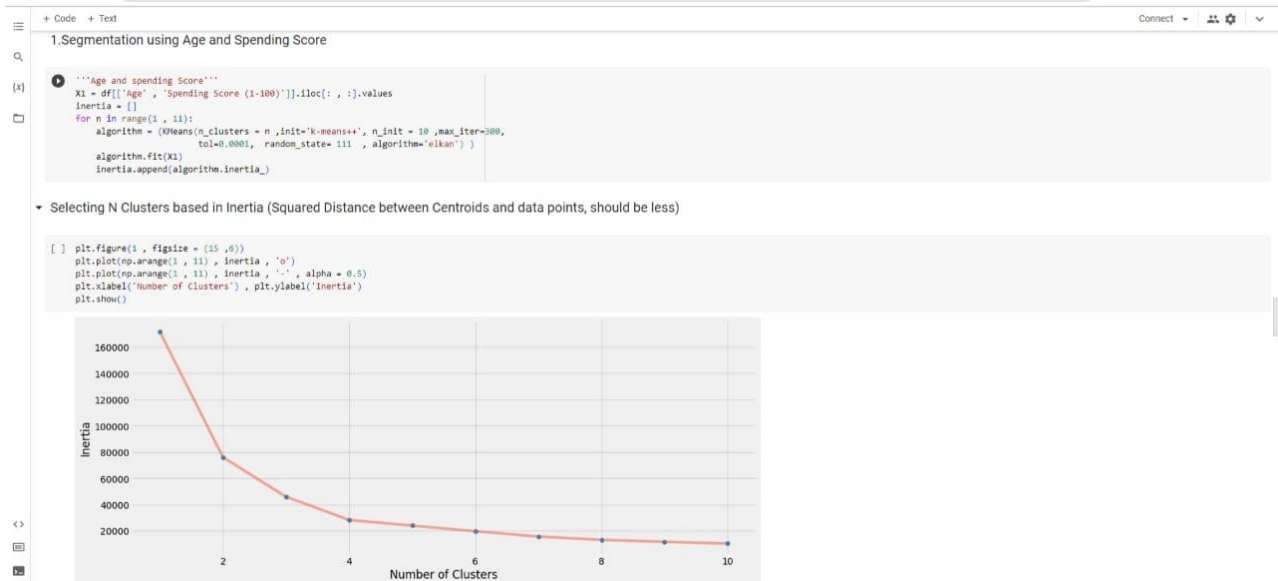 + Code + Text
Connect
1.Segmentation using Age and Spending Score
{x}
'''Age and spending Score'''
X1 = df[['Age' , 'Spending Score (1-100)']].iloc[: , :].values
inertia = []
for n in range(1 , 11):
algorithm = (KMeans(n_clusters = n ,init='k-means++', n_init = 10 ,max_iter=300,
tol=0.0001, random_state= 111 , algorithm='elkan') )
algorithm.fit(X1)
inertia.append(algorithm.inertia_)
Selecting N Clusters based in Inertia (Squared Distance between Centroids and data points, should be less)
[ ] plt.figure(1 , figsize = (15 ,6))
plt.plot(np.arange(1 , 11) , inertia , 'o')
plt.plot(np.arange(1 , 11) , inertia , '-' , alpha = 0.5)
plt.xlabel('Number of Clusters') , plt.ylabel('Inertia')
plt.show()
160000
140000
120000
100000
80000
60000
40000
20000
Inertia
2 4 6 8 10
Number of Clusters